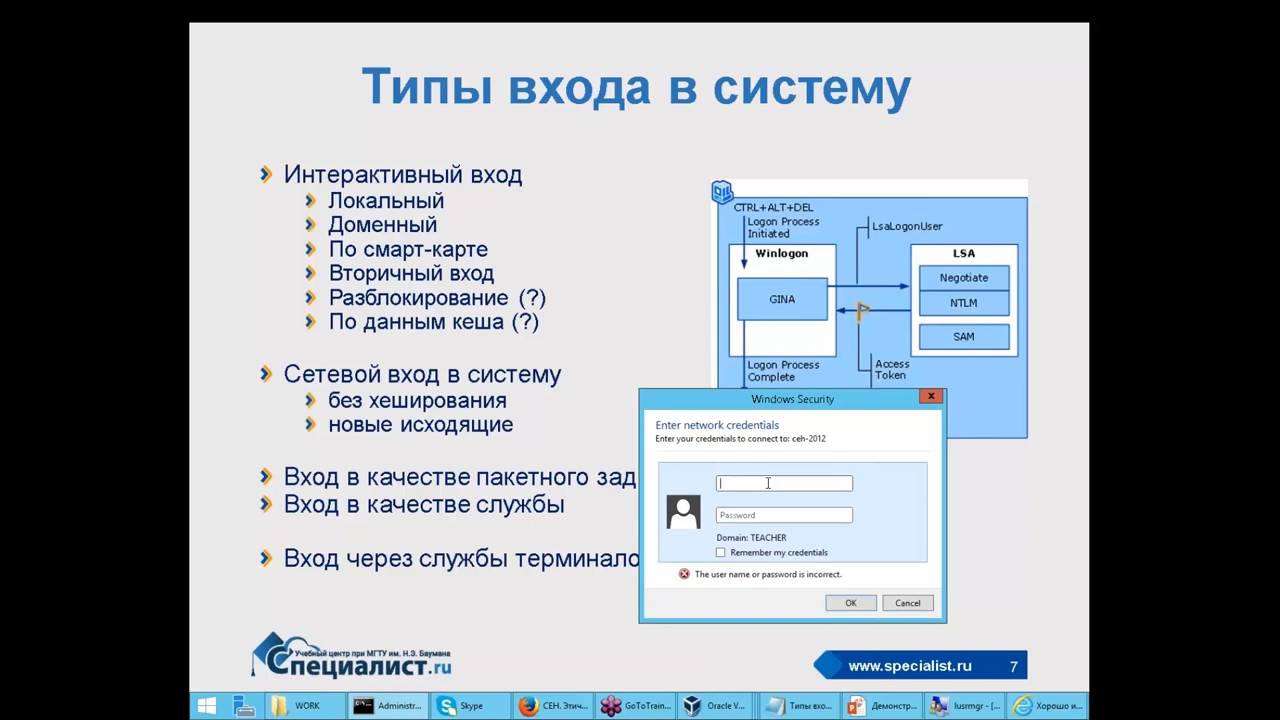 Типы входа в систему
Интерактивный вход
Локальный
Доменный
По смарт-карте
Вторичный вход
Разблокирование (?)
По данным кеша (?)
Сетевой вход в систему
без хеширования
новые исходящие
Вход в качестве пакетного зад
Вход в качестве службы
Вход через службы терминало
CTRL+ALT+DEL
Logon Process
Initiated
LsaLogonUser
Winlogon
GINA
LSA
Negotiate
NTLM
SAM
Logon Process
Complete
Access
Token
Windows Security
x
Enter network credentials
Enter your credentials to connect to: ceh-2012
Password
Domain: TEACHER
Remember my credentials
The user name or password is incorrect.
OK
Cancel
Учебный центр при МГТУ им. Н.Э. Баумана
Специалист.ru
www.specialist.ru
7
WORK
Administr...
Skype
CEH. Этич...
GoToTrain...
Oracle V...
Типы вхо...
Демонстр...
lusrmgr - [...
Хорошо и...